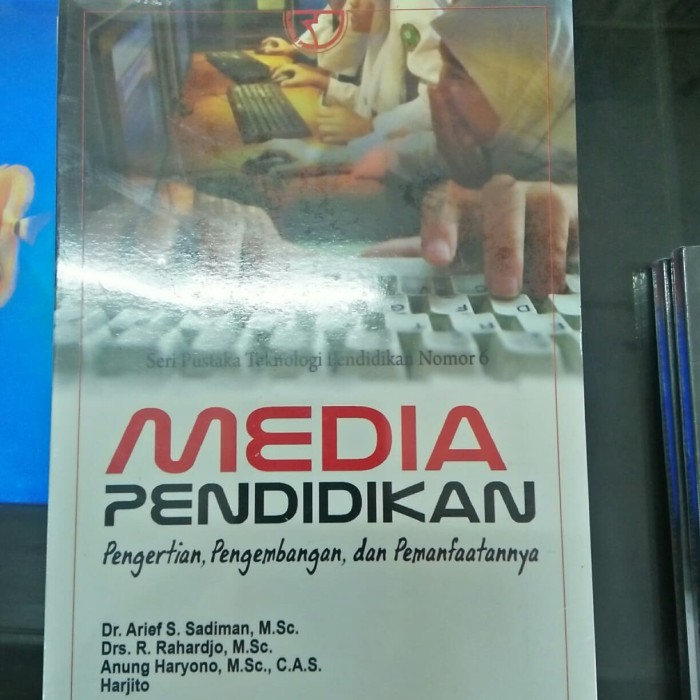 Seri Pustaka Teknologi Pendidikan Nomor 6
MEDIA
PENDIDIKAN
Pengertian, Pengembangan, dan Pemanfaatannya
Dr. Arief S. Sadiman, M.Sc.
Drs. R. Rahardjo, M.Sc.
Anung Haryono, M.Sc., C.A.S.
Harjito